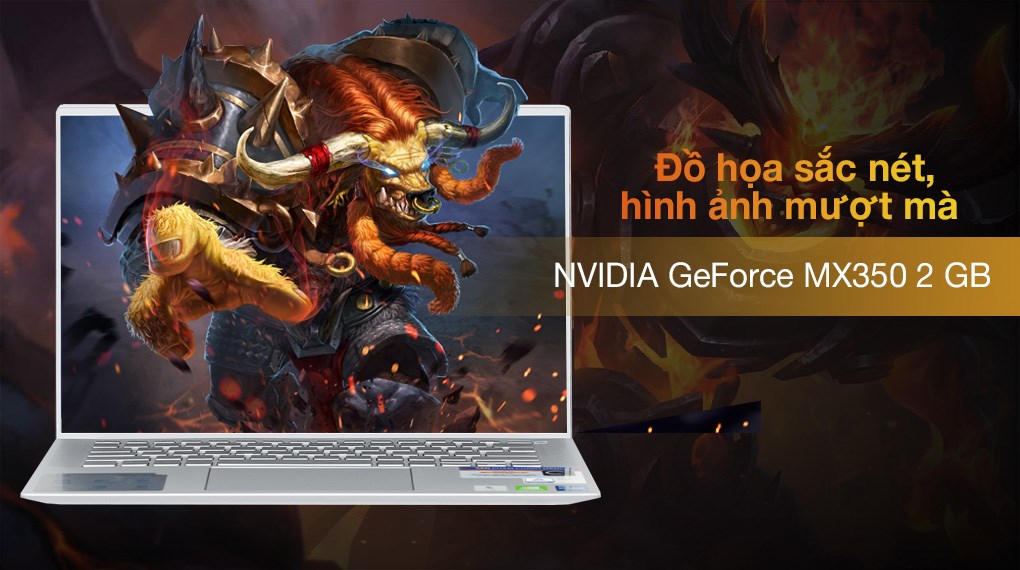 Đồ họa sắc nét,
hình ảnh mượt mà
NVIDIA GeForce MX350 2 GB